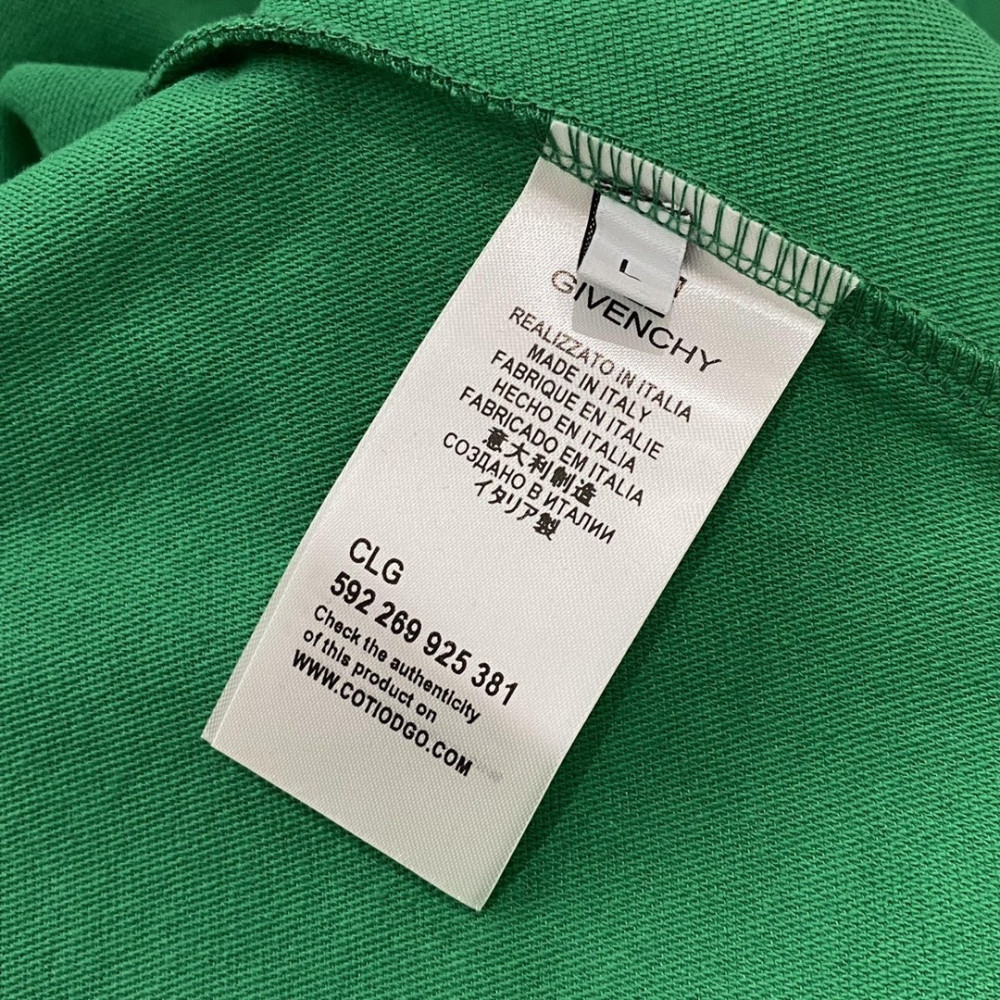 L
GIVENCHY
REALIZZATO IN ITALIA
MADE IN ITALY
FABRIQUE EN ITALIE
HECHO EN ITALIA
FABRICADO EM ITALIA
意大利制造
СОЗДАНО В ИТАЛИИ
イタリア製
CLG
592 269 925 381
Check the authenticity
of this product on
WWW.COTIODGO.COM